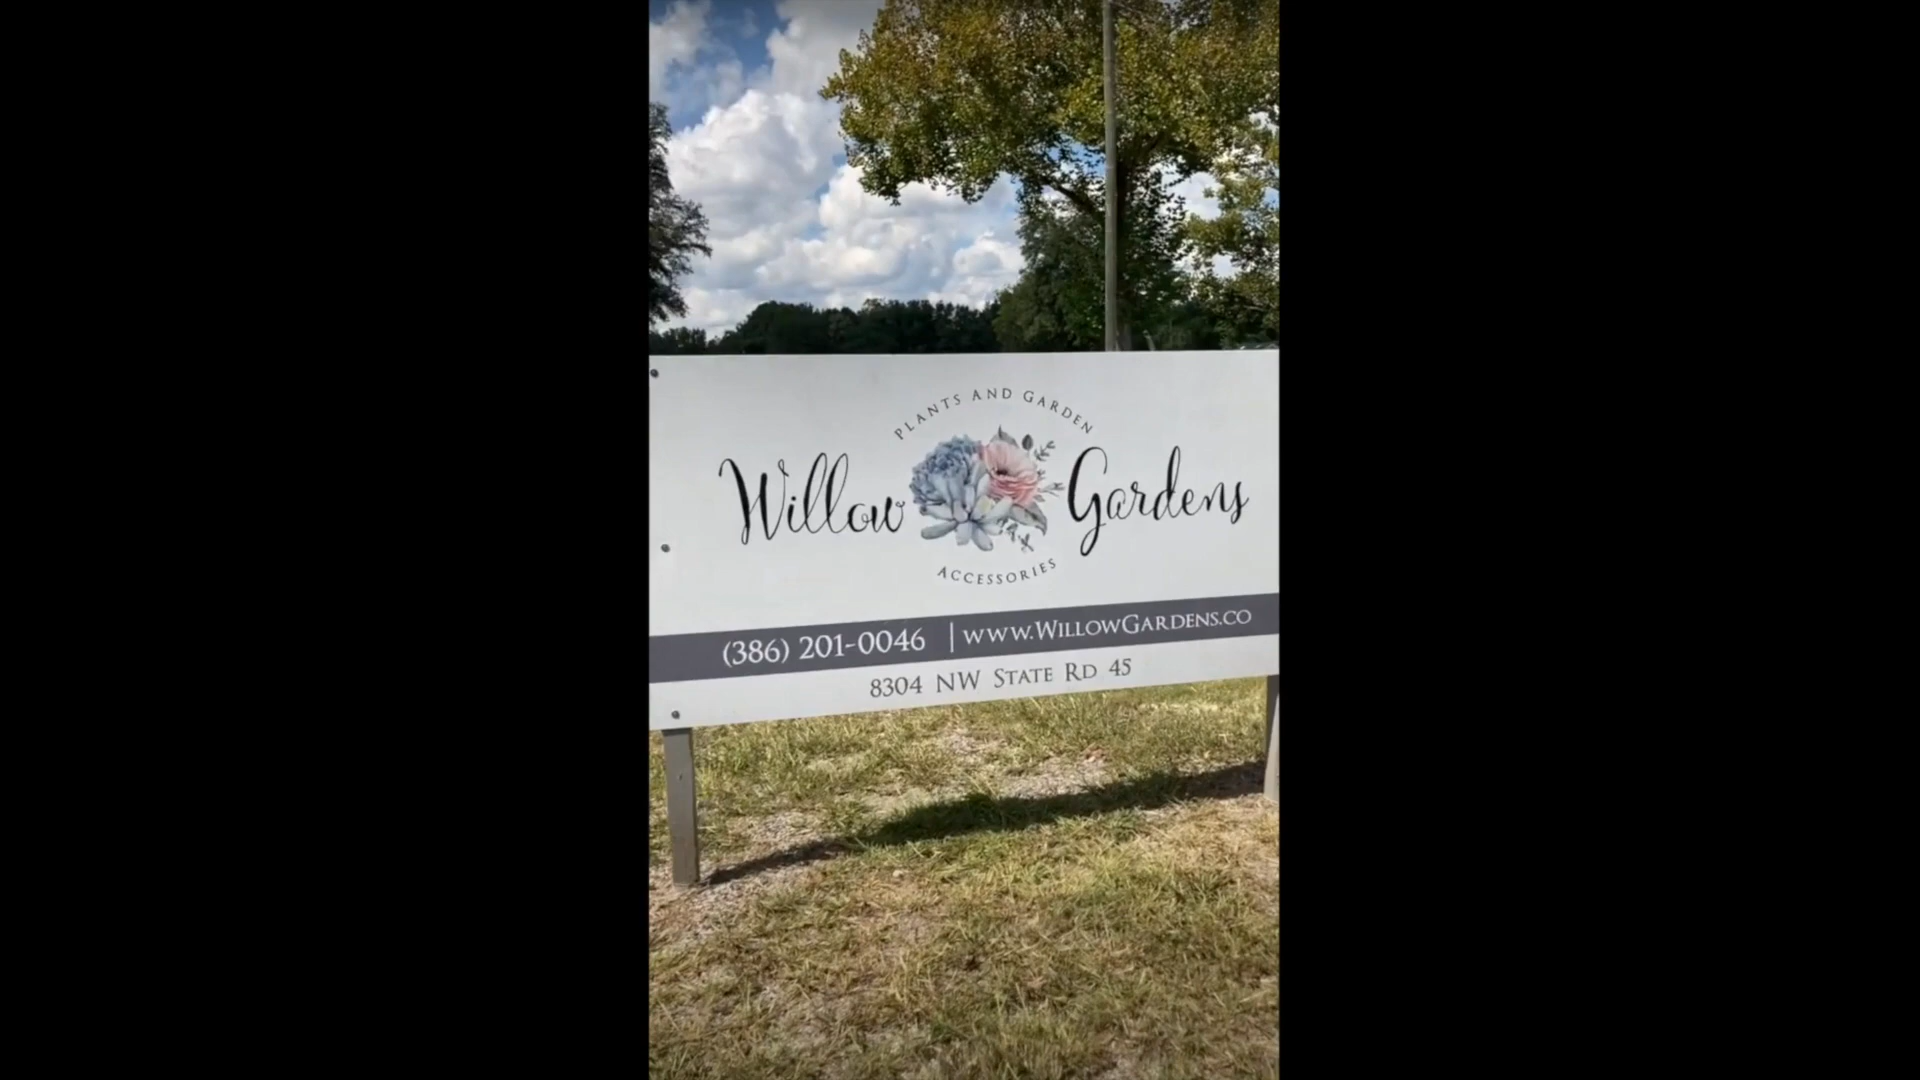 PLANTS AND GARDEN
Willow Gardens
ACCESSORIES
(386) 201-0046 | WWW.WILLOWGARDENS.CO
8304 NW STATE RD 45